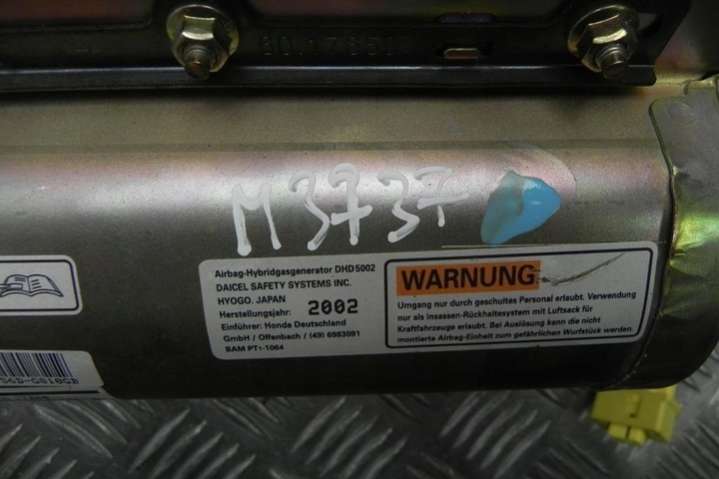 M3737
Airbag-Hybridgasgenerator DHD5002
DAICEL SAFETY SYSTEMS INC.
HYOGO. JAPAN
Herstellungsjahr: 2002
Einführer: Honda Deutschland
GmbH / Offenbach / (49) 6983091
BAM PT1-1064
WARNUNG
Umgang nur durch geschultes Personal erlaubt. Verwendung
nur als Insassen-Rückhaltesystem mit Luftsack für
Kraftfahrzeuge erlaubt. Bei Auslösung kann die nicht
montierte Airbag-Einheit zum gefährlichen Wurfstück werden.